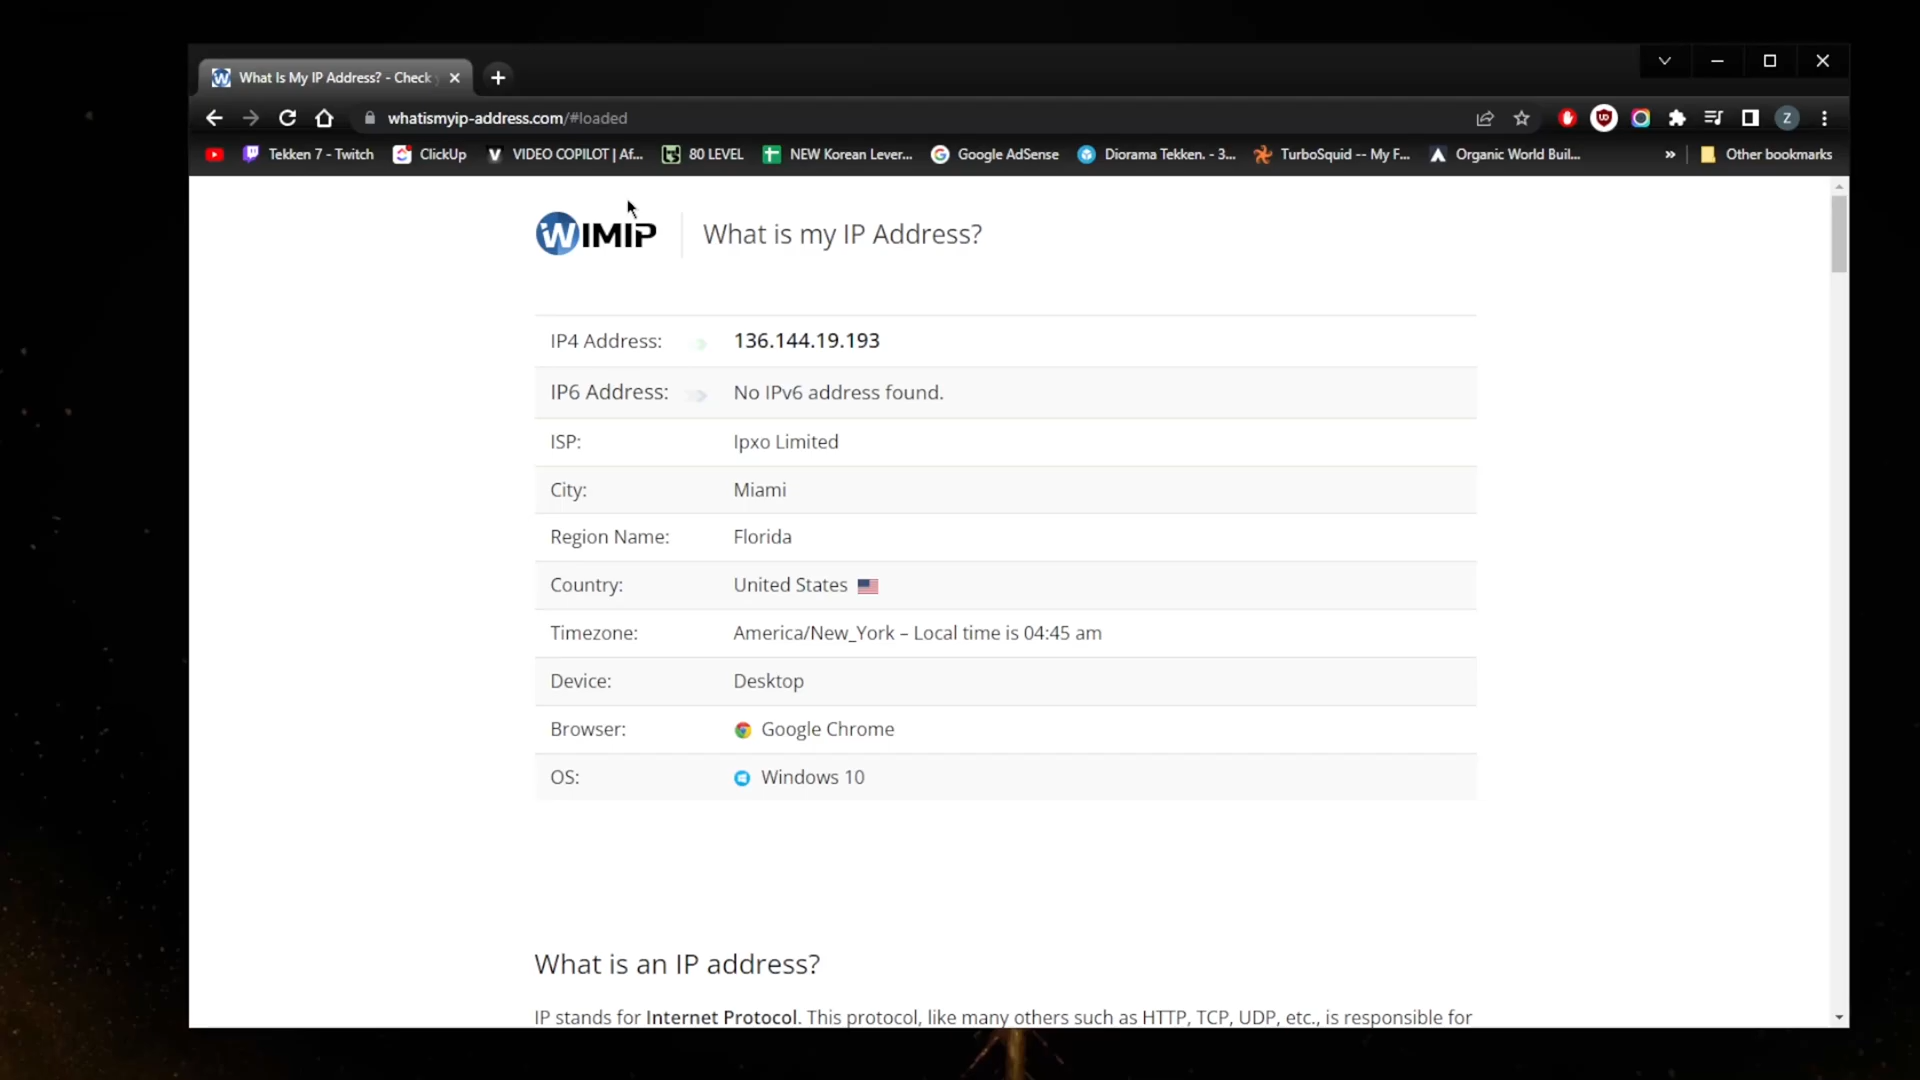 What Is My IP Address? - Check
whatismyip-address.com/#loaded
Z
Tekken 7 - Twitch
ClickUp
V
VIDEO COPILOT | Af...
80 LEVEL
NEW Korean Lever...
G
Google AdSense
Diorama Tekken. - 3...
TurboSquid -- My F...
Organic World Buil...
»
Other bookmarks
WIMIP
What is my IP Address?
IP4 Address: 136.144.19.193
IP6 Address: No IPv6 address found.
ISP: Ipxo Limited
City: Miami
Region Name: Florida
Country: United States
Timezone: America/New_York – Local time is 04:45 am
Device: Desktop
Browser: Google Chrome
OS: Windows 10
What is an IP address?
IP stands for Internet Protocol. This protocol, like many others such as HTTP, TCP, UDP, etc., is responsible for